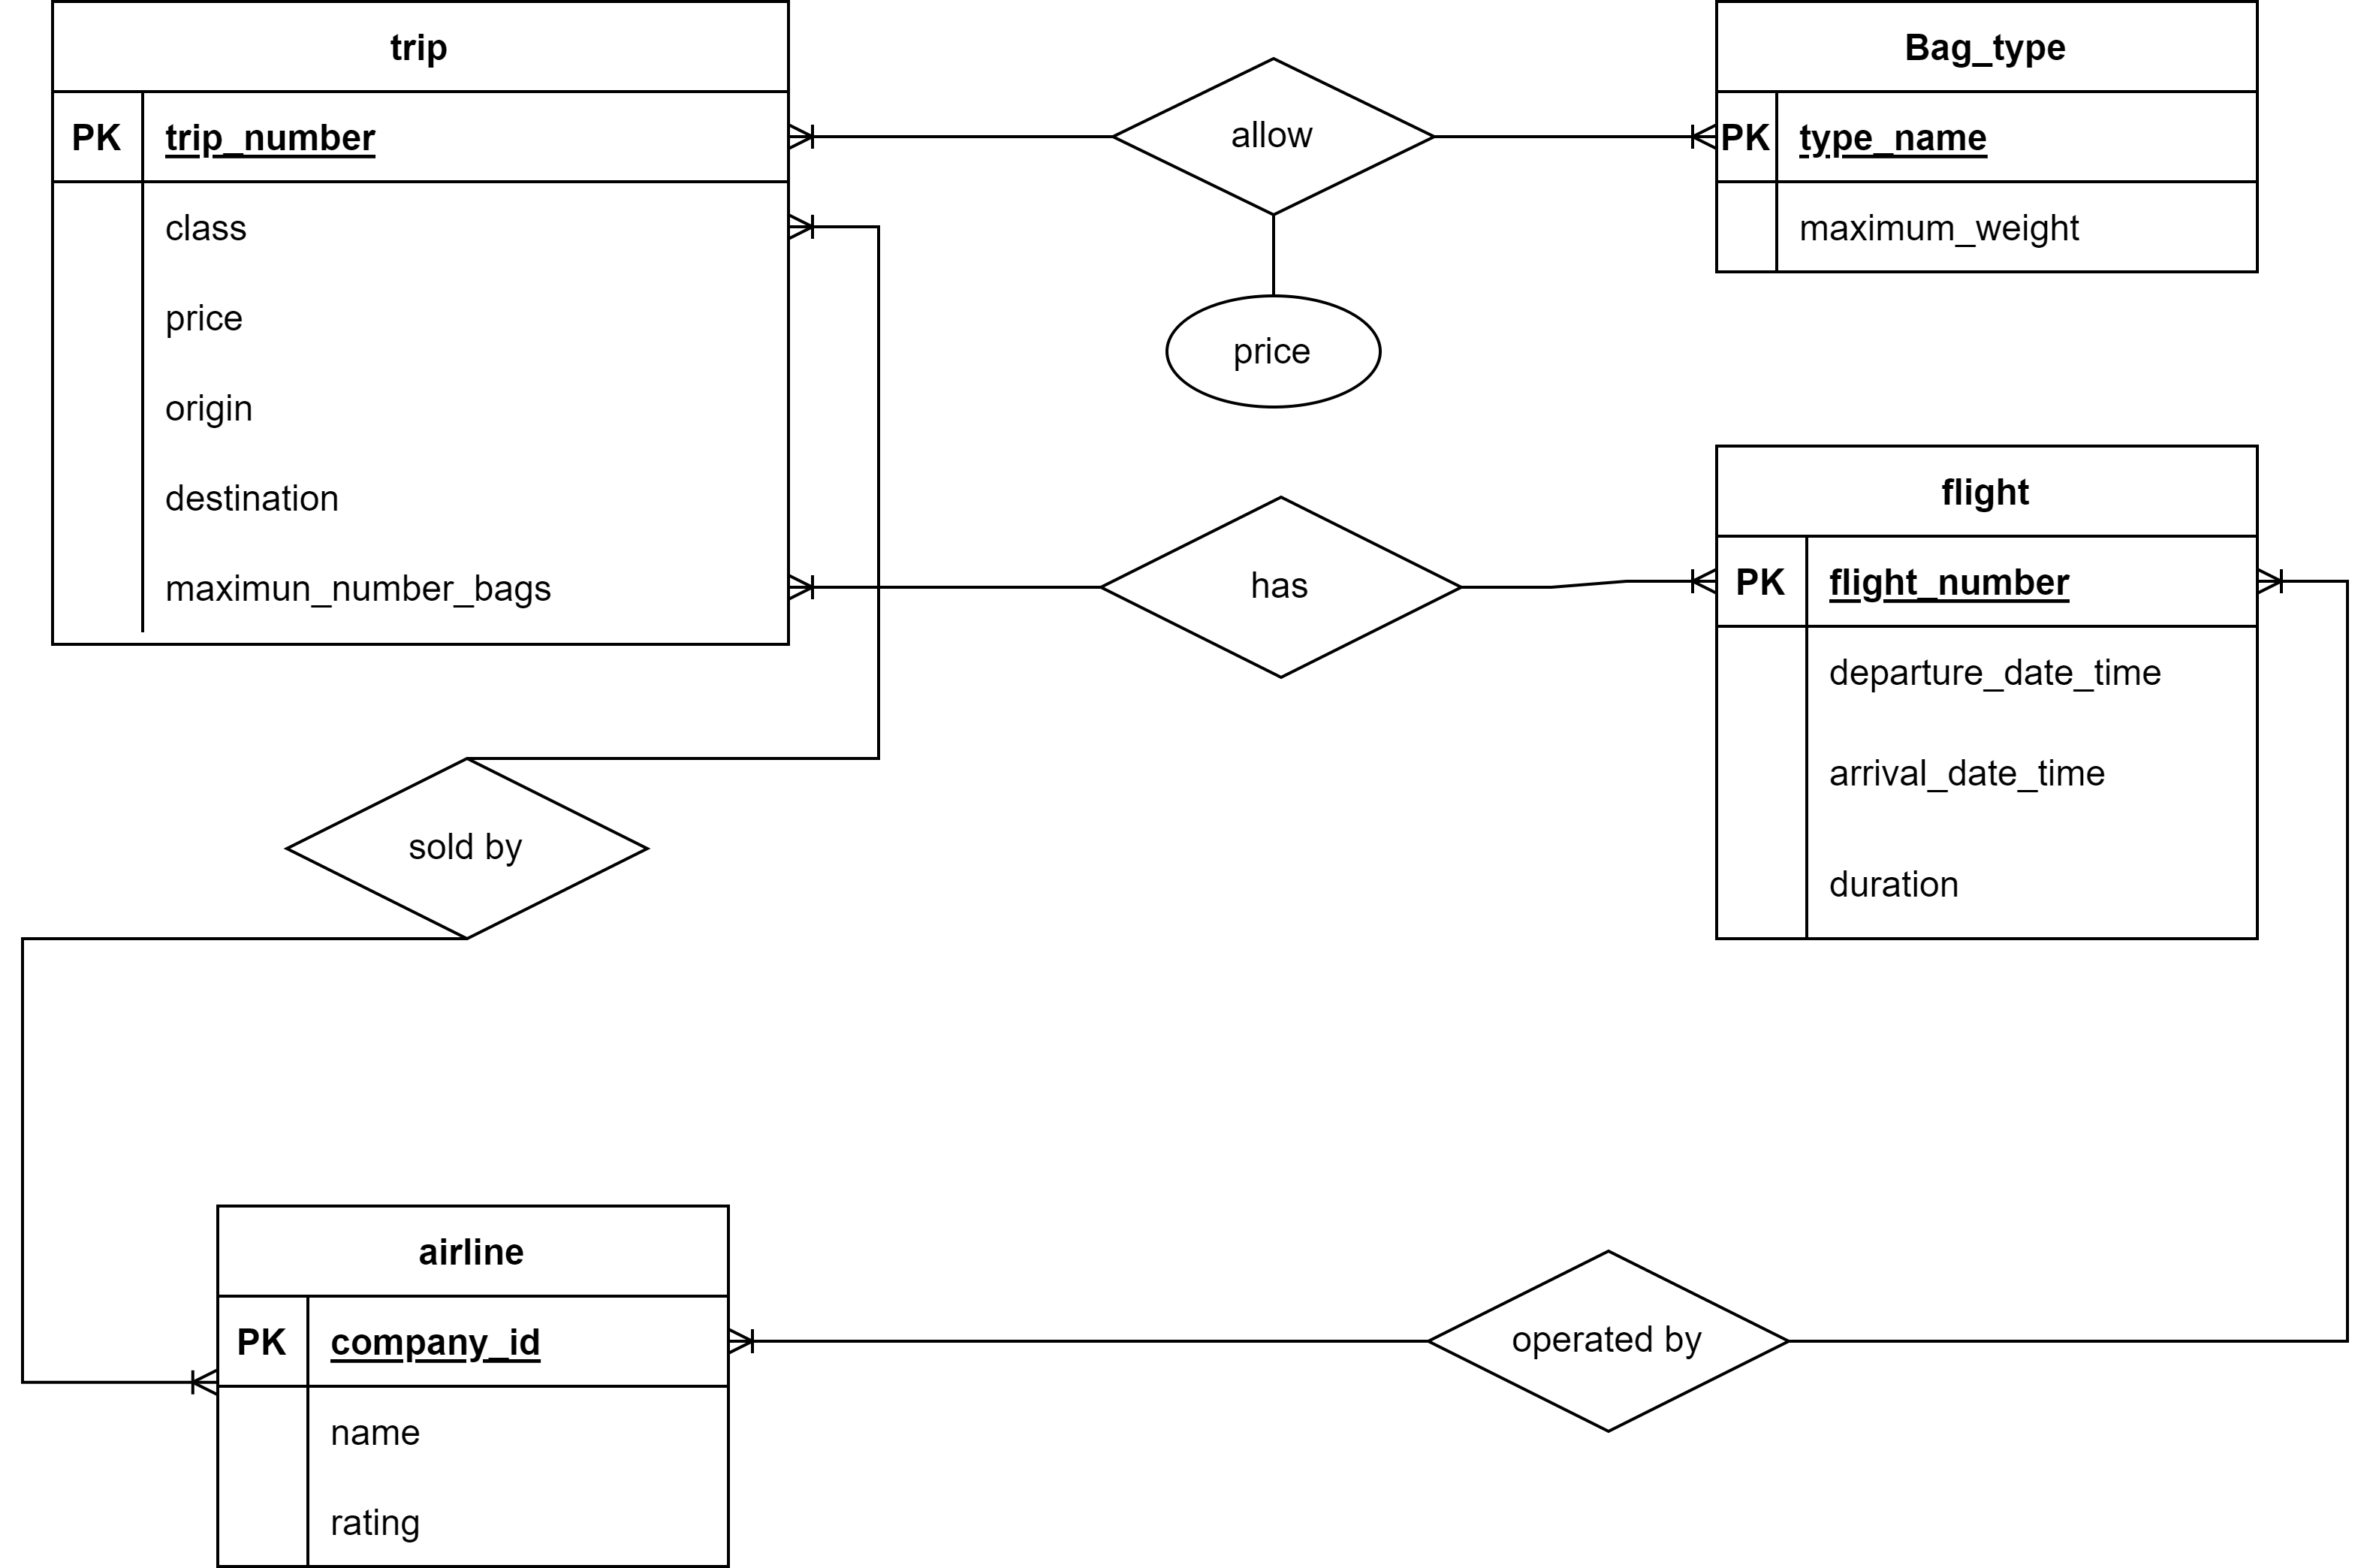 trip
PK trip_number
class
price
origin
destination
maximun_number_bags
allow
price
Bag_type
PK type_name
maximum_weight
has
flight
PK flight_number
departure_date_time
arrival_date_time
duration
sold by
airline
PK company_id
name
rating
operated by